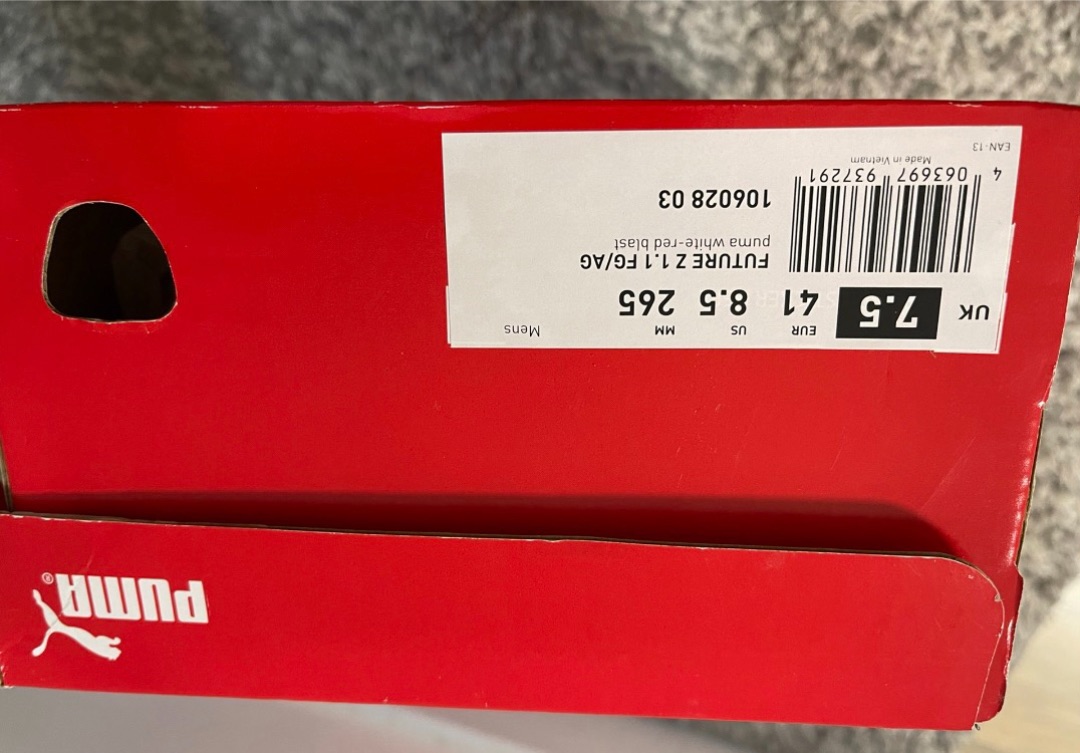 PUMA®
UK 7.5 EUR 41 US 8.5 MM 265 Mens
FUTURE Z 1.1 FG/AG
puma white-red blast
106028 03
4 063697 937291
Made in Vietnam
EAN-13